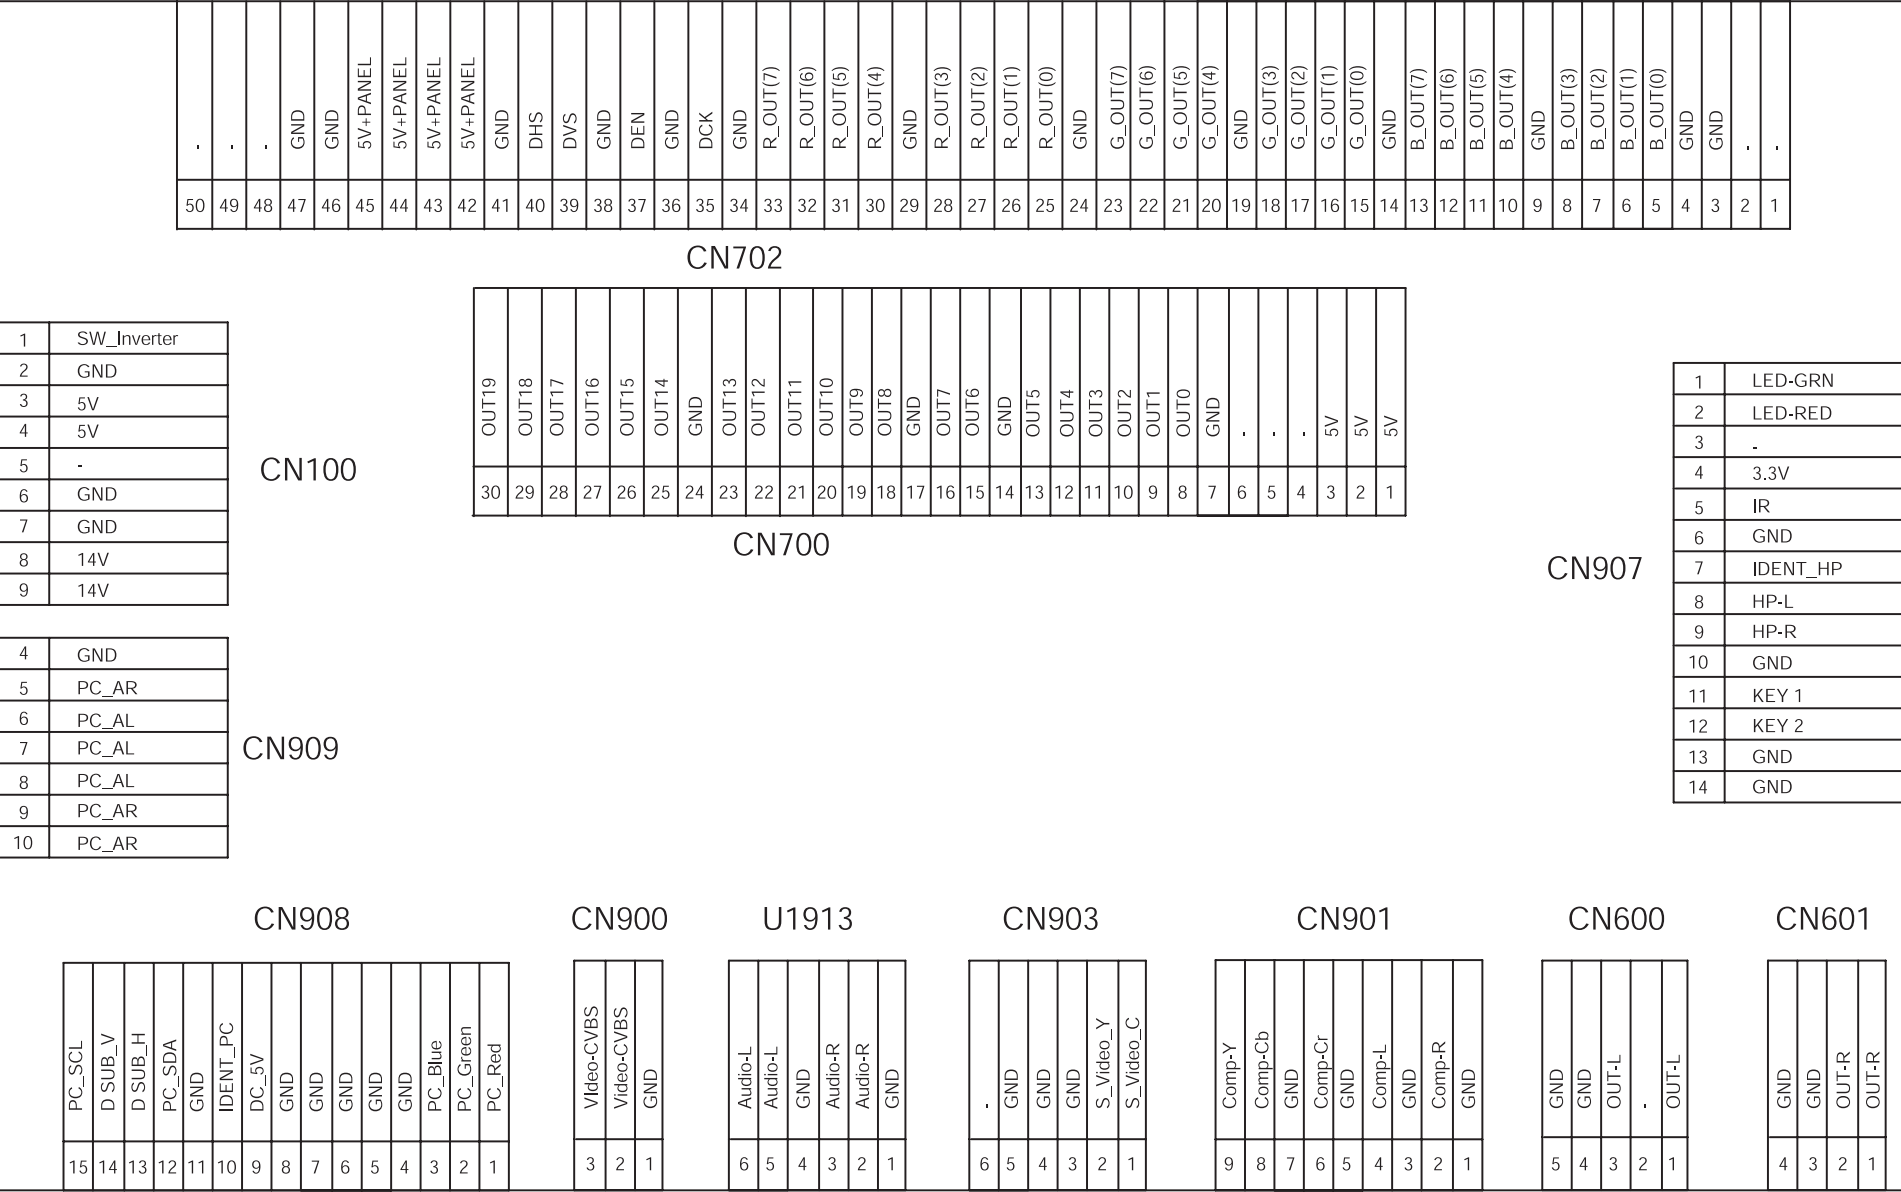 - - - GND GND 5V+PANEL 5V+PANEL 5V+PANEL 5V+PANEL GND DHS DVS GND DEN GND DCK GND R_OUT(7) R_OUT(6) R_OUT(5) R_OUT(4) GND R_OUT(3) R_OUT(2) R_OUT(1) R_OUT(0) GND G_OUT(7) G_OUT(6) G_OUT(5) G_OUT(4) GND G_OUT(3) G_OUT(2) G_OUT(1) G_OUT(0) GND B_OUT(7) B_OUT(6) B_OUT(5) B_OUT(4) GND B_OUT(3) B_OUT(2) B_OUT(1) B_OUT(0) GND GND - -
50 49 48 47 46 45 44 43 42 41 40 39 38 37 36 35 34 33 32 31 30 29 28 27 26 25 24 23 22 21 20 19 18 17 16 15 14 13 12 11 10 9 8 7 6 5 4 3 2 1
CN702
1 SW_Inverter
2 GND
3 5V
4 5V
5 -
6 GND
7 GND
8 14V
9 14V
CN100
OUT19 OUT18 OUT17 OUT16 OUT15 OUT14 GND OUT13 OUT12 OUT11 OUT10 OUT9 OUT8 GND OUT7 OUT6 GND OUT5 OUT4 OUT3 OUT2 OUT1 OUT0 GND - - - 5V 5V 5V
30 29 28 27 26 25 24 23 22 21 20 19 18 17 16 15 14 13 12 11 10 9 8 7 6 5 4 3 2 1
CN700
CN907
1 LED-GRN
2 LED-RED
3 -
4 3.3V
5 IR
6 GND
7 IDENT_HP
8 HP-L
9 HP-R
10 GND
11 KEY 1
12 KEY 2
13 GND
14 GND
4 GND
5 PC_AR
6 PC_AL
7 PC_AL
8 PC_AL
9 PC_AR
10 PC_AR
CN909
CN908
PC_SCL D SUB_V D SUB_H PC_SDA GND IDENT_PC DC_5V GND GND GND GND GND PC_Blue PC_Green PC_Red
15 14 13 12 11 10 9 8 7 6 5 4 3 2 1
CN900
VIdeo-CVBS Video-CVBS GND
3 2 1
U1913
Audio-L Audio-L GND Audio-R Audio-R GND
6 5 4 3 2 1
CN903
- GND GND GND S_Video_Y S_Video_C
6 5 4 3 2 1
CN901
Comp-Y Comp-Cb GND Comp-Cr GND Comp-L GND Comp-R GND
9 8 7 6 5 4 3 2 1
CN600
GND GND OUT-L - OUT-L
5 4 3 2 1
CN601
GND GND OUT-R OUT-R
4 3 2 1